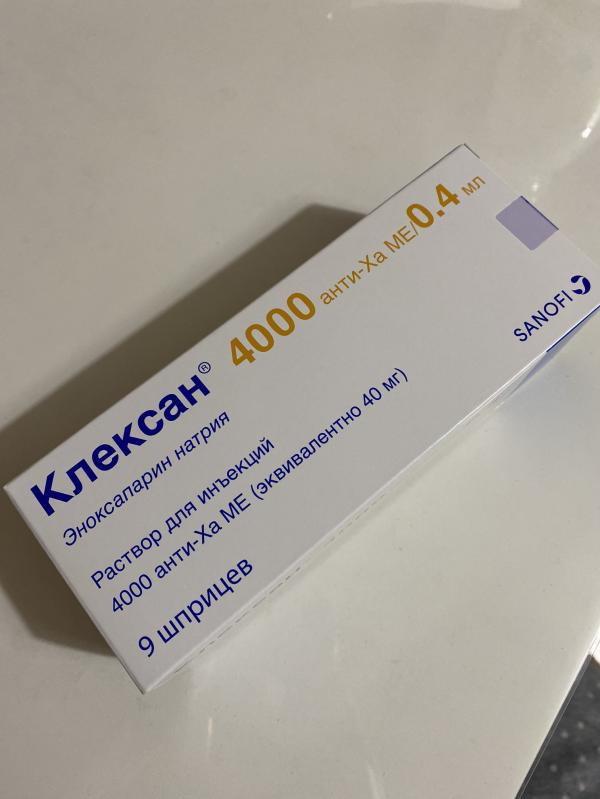 Клексан® 4000 анти-Ха МЕ/0.4 мл
Эноксапарин натрия
Раствор для инъекций
4000 анти-Ха МЕ (эквивалентно 40 мг)
9 шприцев
SANOFI